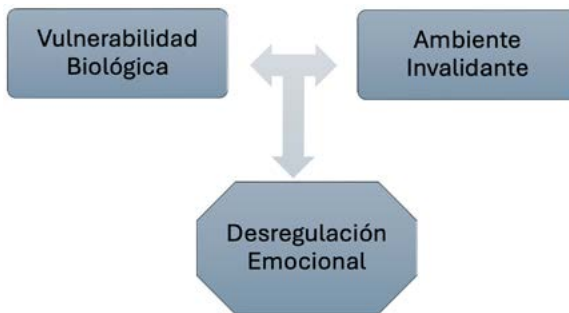 Vulnerabilidad
Biológica
Ambiente
Invalidante
Desregulación
Emocional